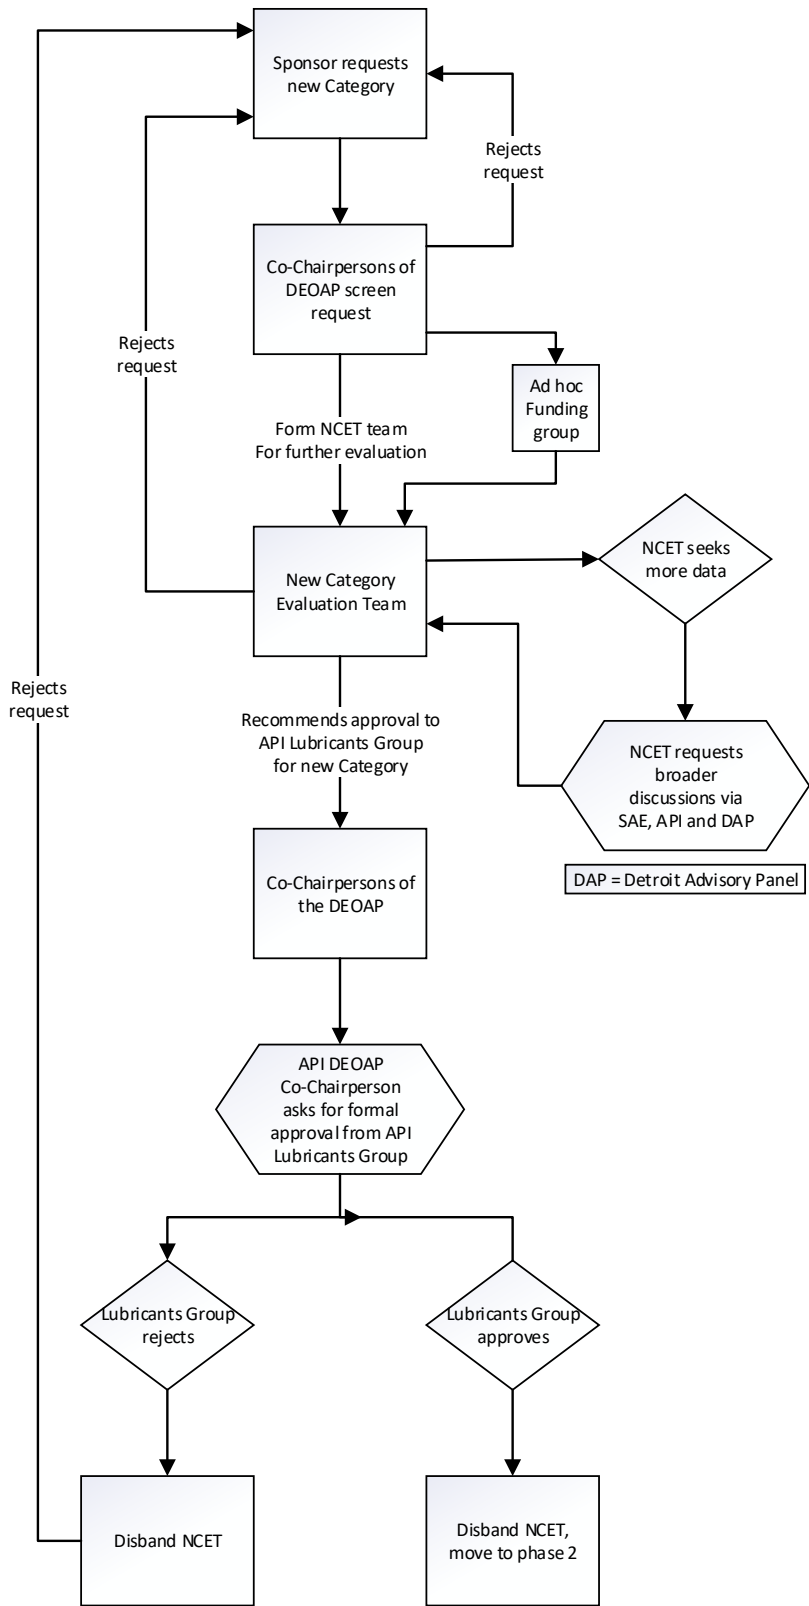 Sponsor requests
new Category
Rejects
request
Co-Chairpersons of
DEOAP screen
request
Rejects
request
Ad hoc
Funding
group
Form NCET team
For further evaluation
NCET seeks
more data
New Category
Evaluation Team
Rejects
request
Recommends approval to
API Lubricants Group
for new Category
NCET requests
broader
discussions via
SAE, API and DAP
DAP = Detroit Advisory Panel
Co-Chairpersons of
the DEOAP
API DEOAP
Co-Chairperson
asks for formal
approval from API
Lubricants Group
Lubricants Group
rejects
Lubricants Group
approves
Disband NCET
Disband NCET,
move to phase 2